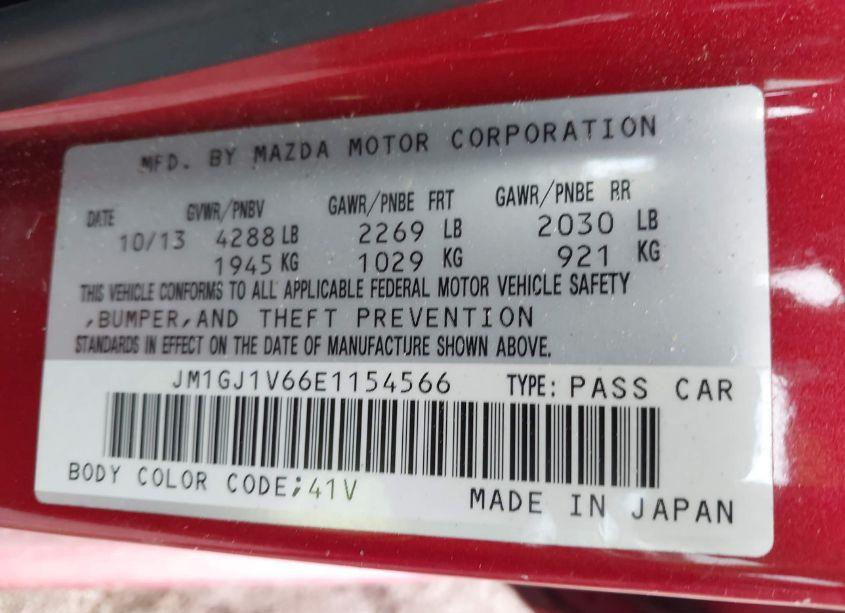 MFD. BY MAZDA MOTOR CORPORATION
DATE GVWR/PNBV GAWR/PNBE FRT GAWR/PNBE RR
10/13 4288 LB 2269 LB 2030 LB
1945 KG 1029 KG 921 KG
THIS VEHICLE CONFORMS TO ALL APPLICABLE FEDERAL MOTOR VEHICLE SAFETY
,BUMPER,AND THEFT PREVENTION
STANDARDS IN EFFECT ON THE DATE OF MANUFACTURE SHOWN ABOVE.
JM1GJ1V66E1154566 TYPE: PASS CAR
BODY COLOR CODE;41V
MADE IN JAPAN